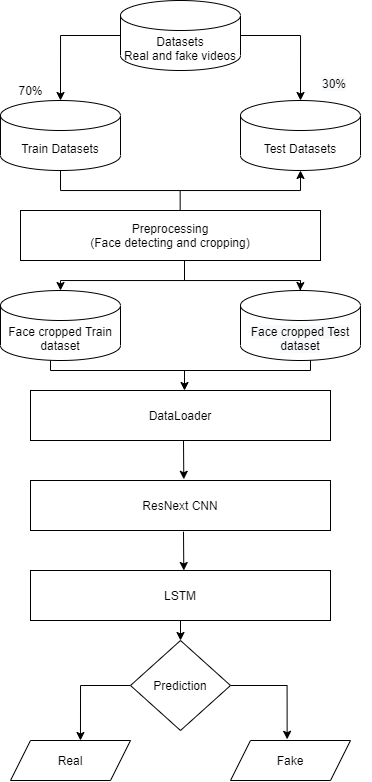 Datasets
Real and fake videos
70%
30%
Train Datasets
Test Datasets
Preprocessing
(Face detecting and cropping)
Face cropped Train
dataset
Face cropped Test
dataset
DataLoader
ResNext CNN
LSTM
Prediction
Real
Fake